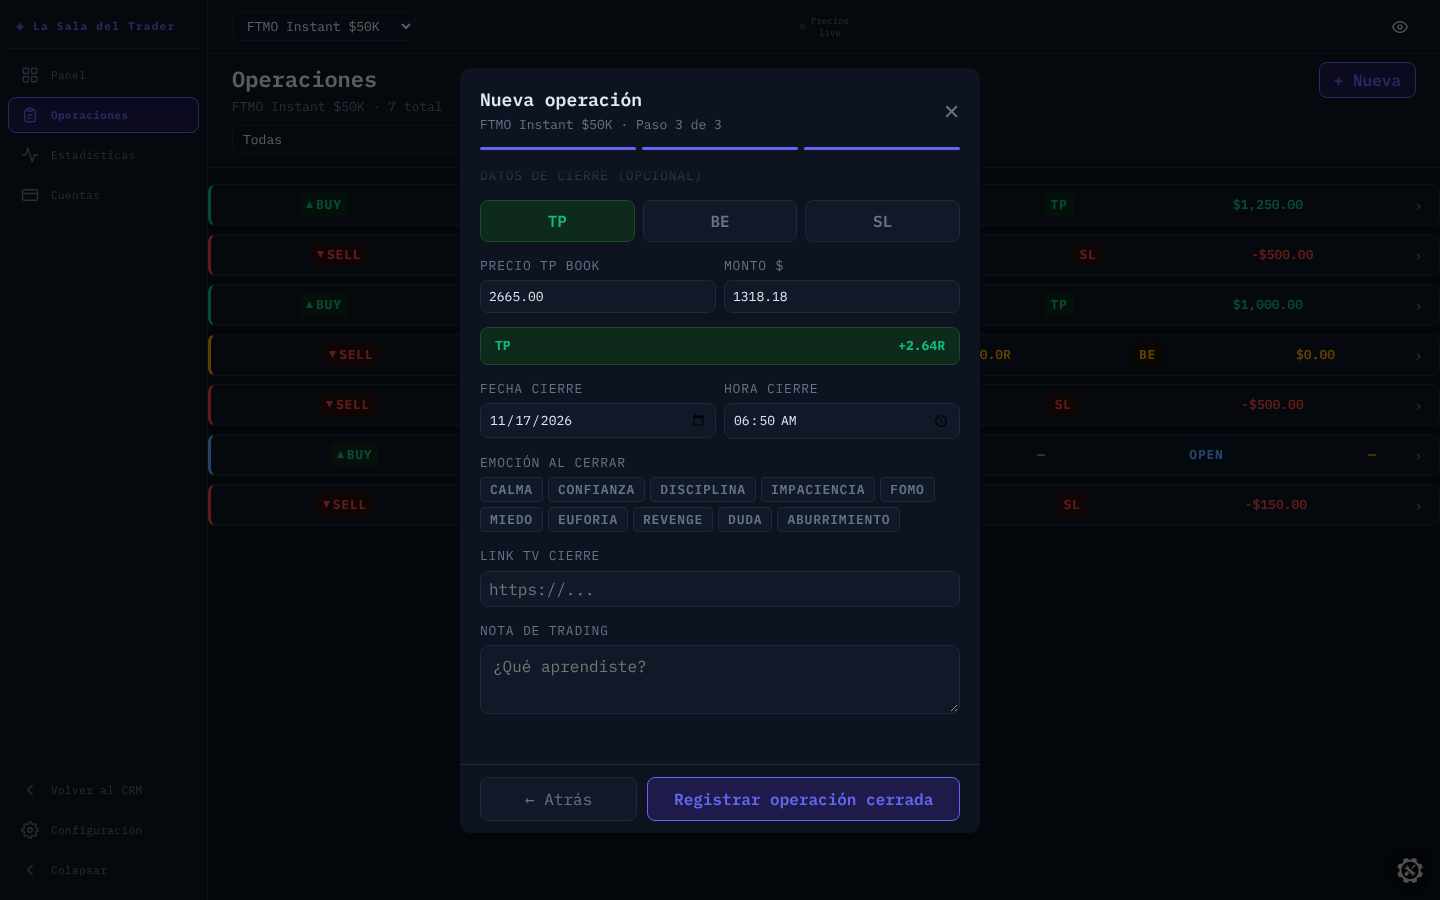 ◈ La Sala del Trader
FTMO Instant $50K
Precios
live
Panel
Operaciones
Estadísticas
Cuentas
Operaciones
+ Nueva
FTMO Instant $50K · 7 total
Todas
▲BUY
TP
$1,250.00
›
▼SELL
SL
-$500.00
›
▲BUY
TP
$1,000.00
›
▼SELL
0.0R
BE
$0.00
›
▼SELL
SL
-$500.00
›
▲BUY
—
OPEN
—
›
▼SELL
SL
-$150.00
›
Nueva operación
FTMO Instant $50K · Paso 3 de 3
✕
DATOS DE CIERRE (OPCIONAL)
TP BE SL
PRECIO TP BOOK MONTO $
2665.00 1318.18
TP +2.64R
FECHA CIERRE HORA CIERRE
11/17/2026 06:50 AM
EMOCIÓN AL CERRAR
CALMA CONFIANZA DISCIPLINA IMPACIENCIA FOMO
MIEDO EUFORIA REVENGE DUDA ABURRIMIENTO
LINK TV CIERRE
https://...
NOTA DE TRADING
¿Qué aprendiste?
← Atrás Registrar operación cerrada
Volver al CRM
Configuración
Colapsar